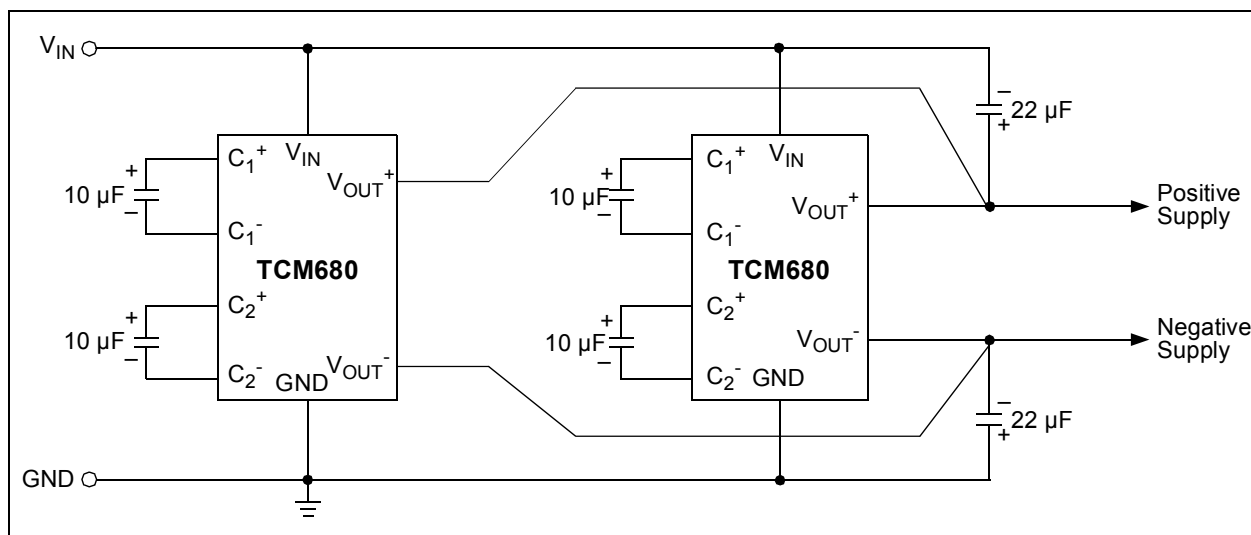 V_IN
22 µF
C₁⁺
V_IN
V_OUT⁺
10 µF
C₁⁻
TCM680
C₂⁺
10 µF
V_OUT⁻
C₂⁻
GND
C₁⁺
V_IN
V_OUT⁺
10 µF
C₁⁻
TCM680
C₂⁺
10 µF
V_OUT⁻
C₂⁻
GND
Positive
Supply
Negative
Supply
22 µF
GND